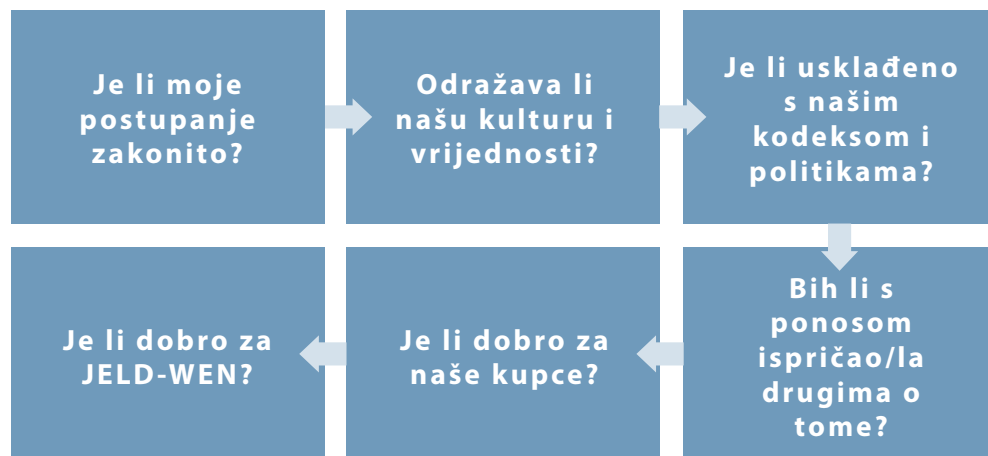 Je li moje
postupanje
zakonito?
Odražava li
našu kulturu i
vrijednosti?
Je li usklađeno
s našim
kodeksom i
politikama?
Bih li s
ponosom
ispričao/la
drugima o
tome?
Je li dobro za
naše kupce?
Je li dobro za
JELD-WEN?